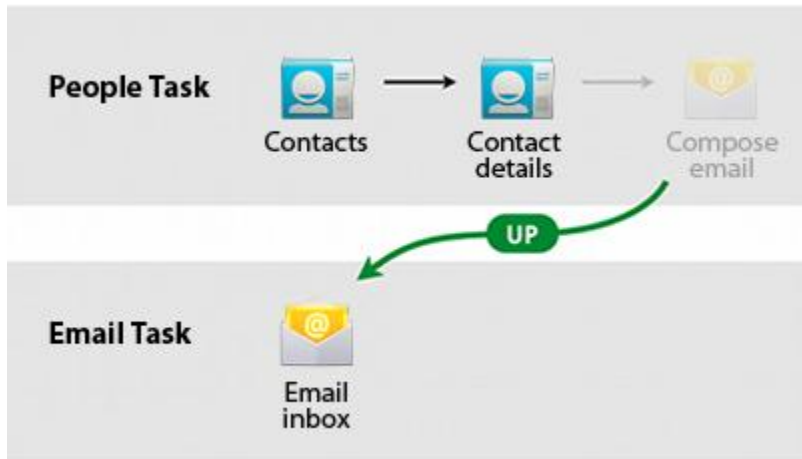 People Task
Contacts
Contact
details
Compose
email
UP
Email Task
@
Email
inbox